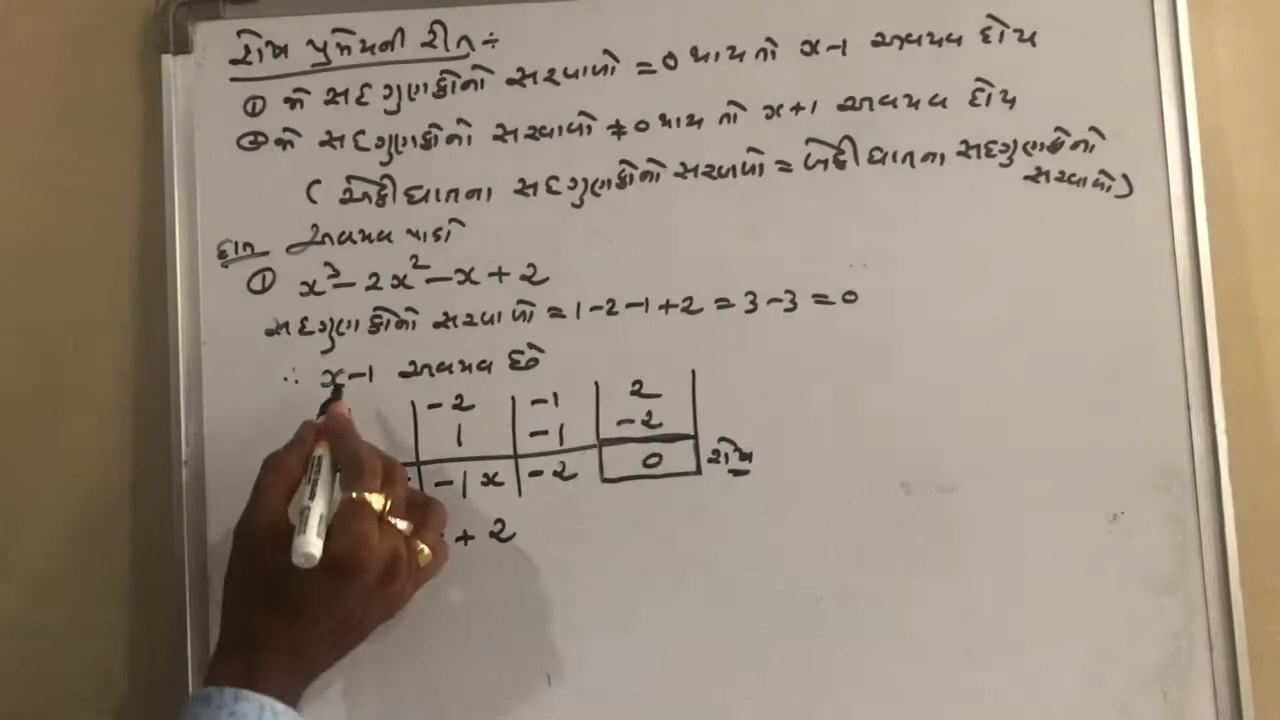 શેષ પ્રમેયની રીત ÷
① જો સહગુણકોનો સરવાળો = 0 થાય તો x-1 અવયવ હોય
② જો સહગુણકોનો સરવાળો ≠ 0 થાય તો x+1 અવયવ હોય
( એકી ઘાતના સહગુણકોનો સરવાળો = બેકી ઘાતના સહગુણકોનો સરવાળો )
દા.ત અવયવ પાડો
① x³ - 2x² - x + 2
સહગુણકોનો સરવાળો = 1 - 2 - 1 + 2 = 3 - 3 = 0
∴ x-1 અવયવ છે
-2 -1 2
1 -1 -2
-1x -2 0 શેષ
+ 2